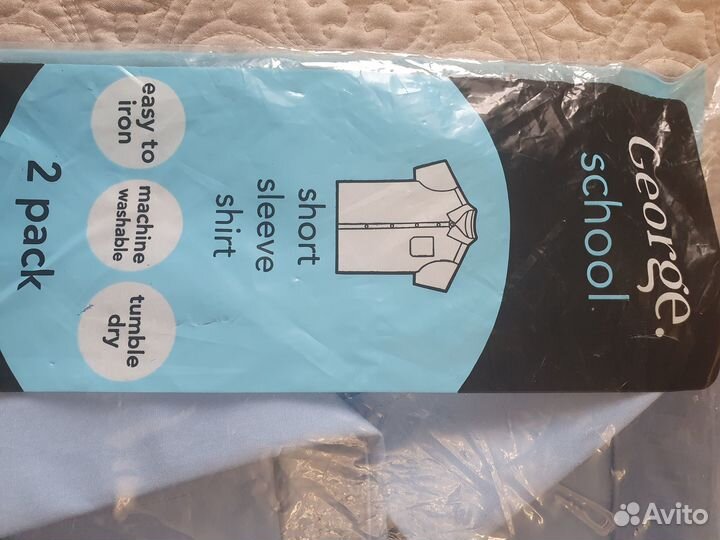 George.
school
short
sleeve
shirt
easy to
iron
machine
washable
tumble
dry
2 pack
Avito